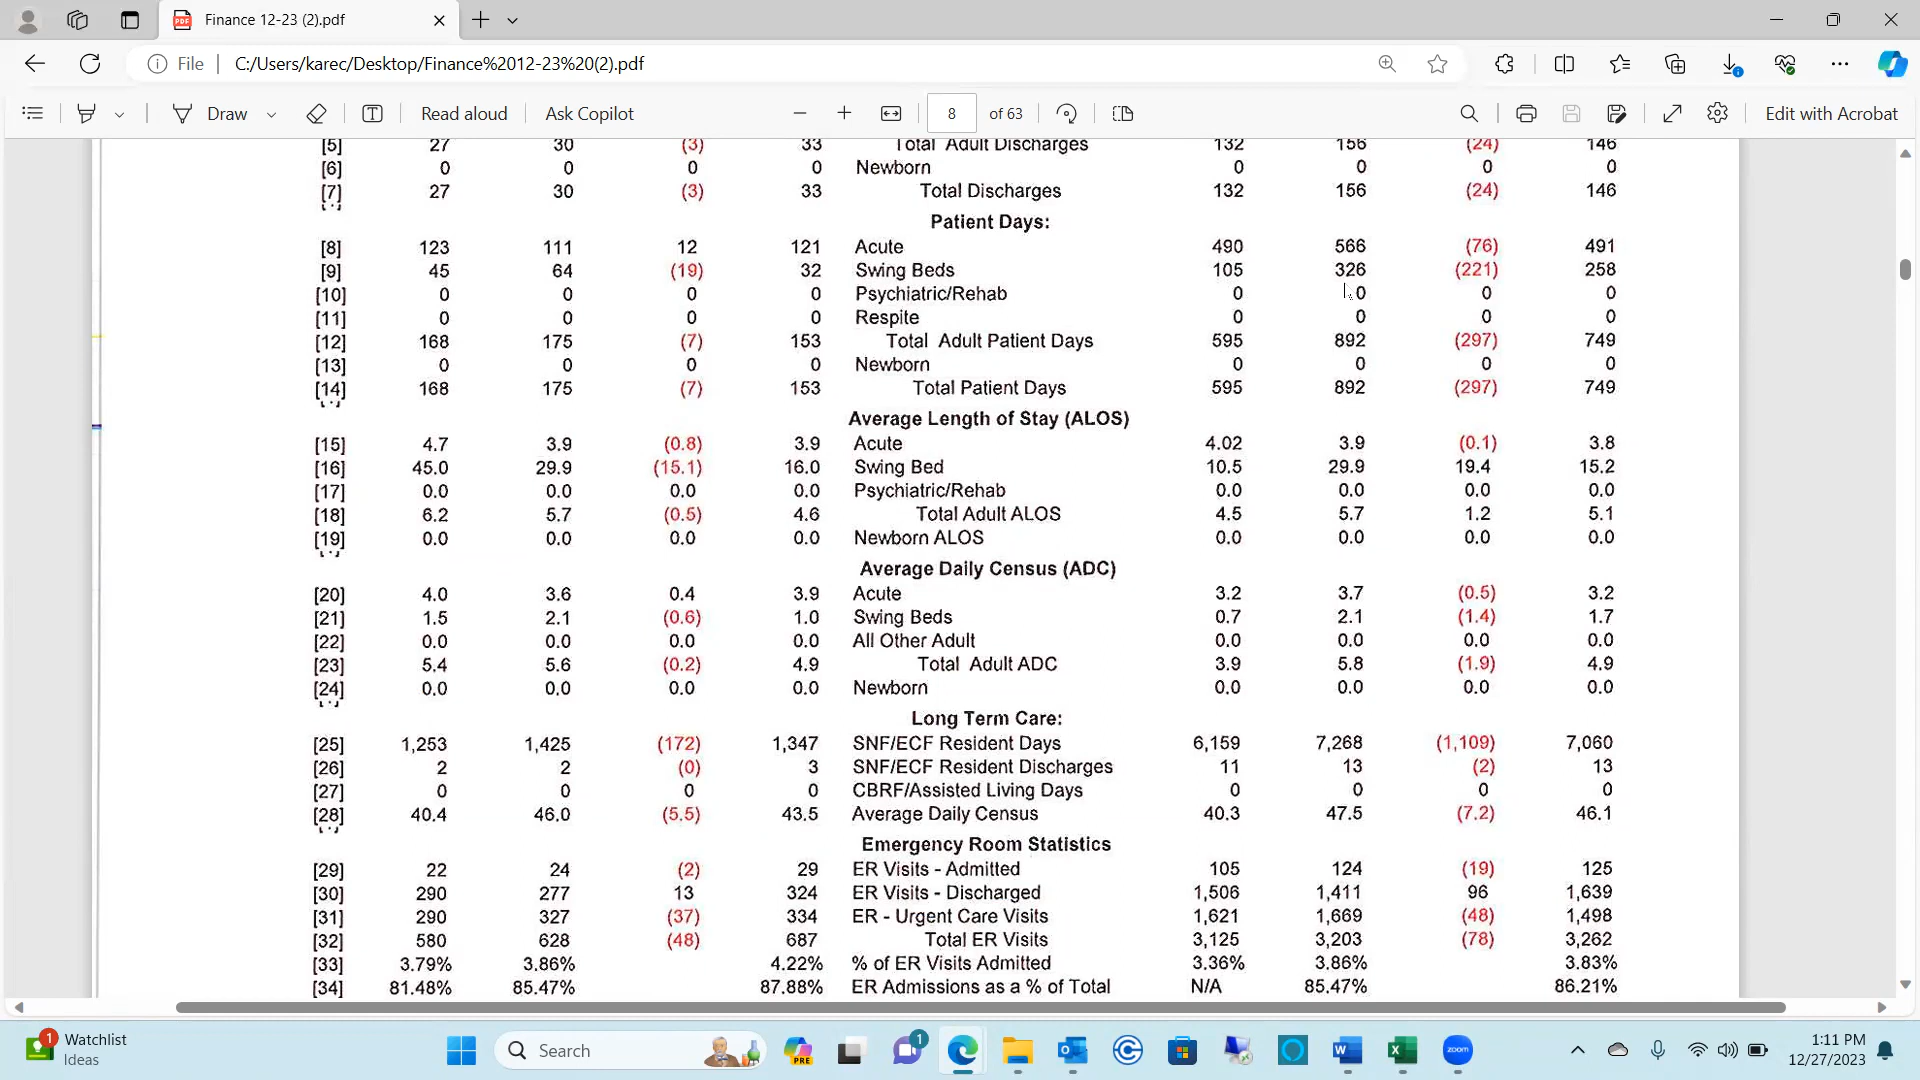 Finance 12-23 (2).pdf
File C:/Users/karec/Desktop/Finance%2012-23%20(2).pdf
Draw Read aloud Ask Copilot 8 of 63 Edit with Acrobat
[5] 27 30 (3) 33 Total Adult Discharges 132 156 (24) 146
[6] 0 0 0 0 Newborn 0 0 0 0
[7] 27 30 (3) 33 Total Discharges 132 156 (24) 146
Patient Days:
[8] 123 111 12 121 Acute 490 566 (76) 491
[9] 45 64 (19) 32 Swing Beds 105 326 (221) 258
[10] 0 0 0 0 Psychiatric/Rehab 0 0 0 0
[11] 0 0 0 0 Respite 0 0 0 0
[12] 168 175 (7) 153 Total Adult Patient Days 595 892 (297) 749
[13] 0 0 0 0 Newborn 0 0 0 0
[14] 168 175 (7) 153 Total Patient Days 595 892 (297) 749
Average Length of Stay (ALOS)
[15] 4.7 3.9 (0.8) 3.9 Acute 4.02 3.9 (0.1) 3.8
[16] 45.0 29.9 (15.1) 16.0 Swing Bed 10.5 29.9 19.4 15.2
[17] 0.0 0.0 0.0 0.0 Psychiatric/Rehab 0.0 0.0 0.0 0.0
[18] 6.2 5.7 (0.5) 4.6 Total Adult ALOS 4.5 5.7 1.2 5.1
[19] 0.0 0.0 0.0 0.0 Newborn ALOS 0.0 0.0 0.0 0.0
Average Daily Census (ADC)
[20] 4.0 3.6 0.4 3.9 Acute 3.2 3.7 (0.5) 3.2
[21] 1.5 2.1 (0.6) 1.0 Swing Beds 0.7 2.1 (1.4) 1.7
[22] 0.0 0.0 0.0 0.0 All Other Adult 0.0 0.0 0.0 0.0
[23] 5.4 5.6 (0.2) 4.9 Total Adult ADC 3.9 5.8 (1.9) 4.9
[24] 0.0 0.0 0.0 0.0 Newborn 0.0 0.0 0.0 0.0
Long Term Care:
[25] 1,253 1,425 (172) 1,347 SNF/ECF Resident Days 6,159 7,268 (1,109) 7,060
[26] 2 2 (0) 3 SNF/ECF Resident Discharges 11 13 (2) 13
[27] 0 0 0 0 CBRF/Assisted Living Days 0 0 0 0
[28] 40.4 46.0 (5.5) 43.5 Average Daily Census 40.3 47.5 (7.2) 46.1
Emergency Room Statistics
[29] 22 24 (2) 29 ER Visits - Admitted 105 124 (19) 125
[30] 290 277 13 324 ER Visits - Discharged 1,506 1,411 96 1,639
[31] 290 327 (37) 334 ER - Urgent Care Visits 1,621 1,669 (48) 1,498
[32] 580 628 (48) 687 Total ER Visits 3,125 3,203 (78) 3,262
[33] 3.79% 3.86% 4.22% % of ER Visits Admitted 3.36% 3.86% 3.83%
[34] 81.48% 85.47% 87.88% ER Admissions as a % of Total N/A 85.47% 86.21%
1 Watchlist
Ideas
Search
PRE
1
zoom
1:11 PM
12/27/2023